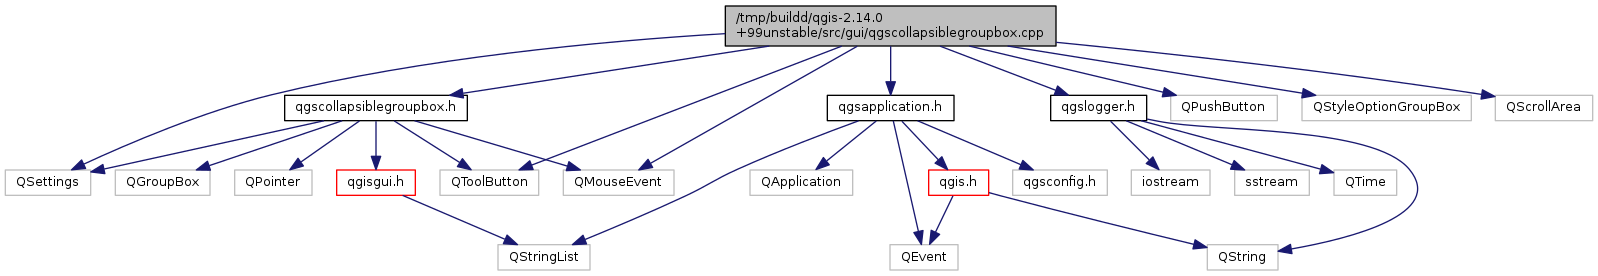 /tmp/buildd/qgis-2.14.0
+99unstable/src/gui/qgscollapsiblegroupbox.cpp
qgscollapsiblegroupbox.h
qgsapplication.h
qgslogger.h
QPushButton
QStyleOptionGroupBox
QScrollArea
QSettings
QGroupBox
QPointer
qgisgui.h
QToolButton
QMouseEvent
QApplication
qgis.h
qgsconfig.h
iostream
sstream
QTime
QStringList
QEvent
QString